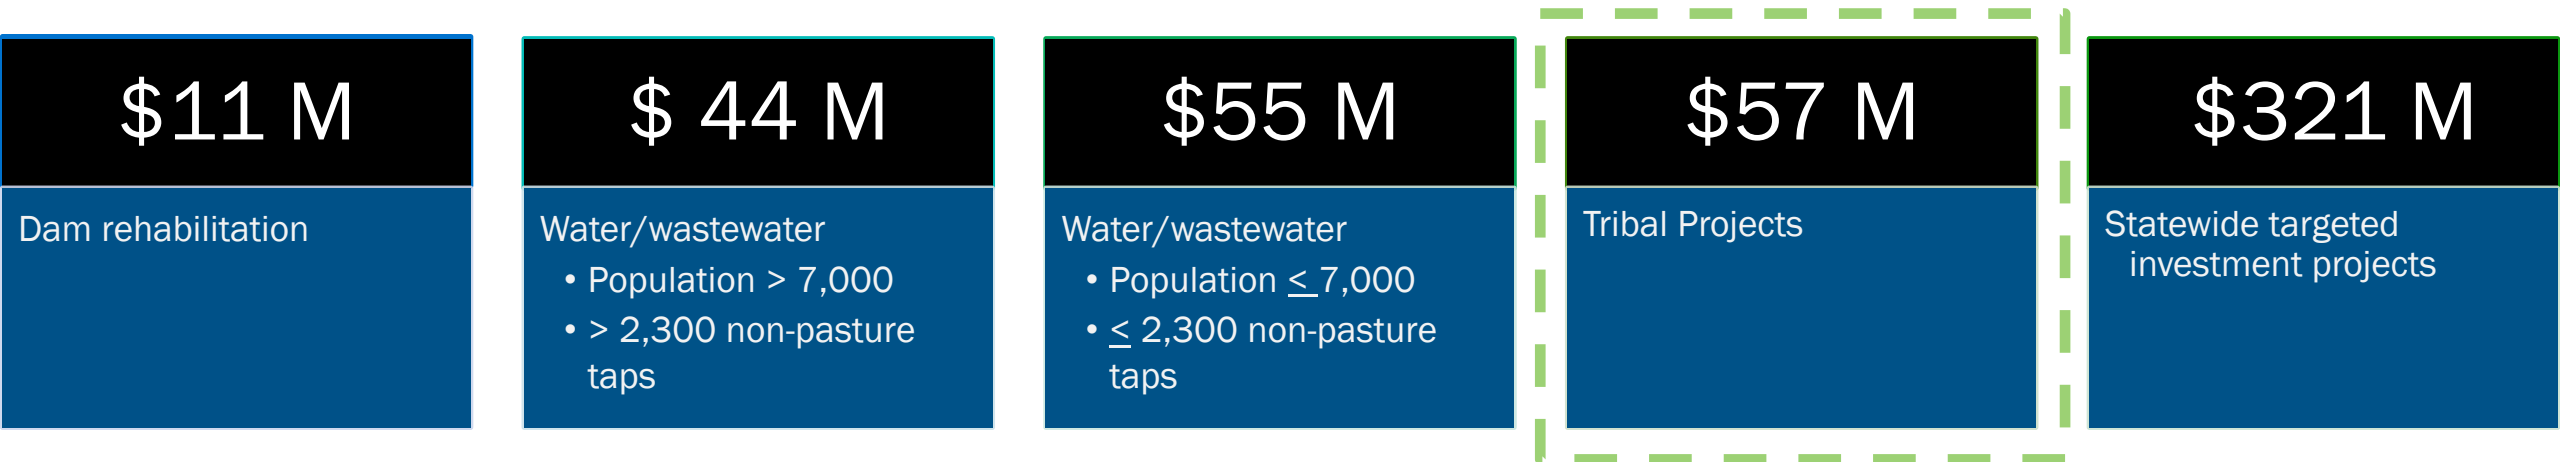 $11 M
Dam rehabilitation
$ 44 M
Water/wastewater
• Population > 7,000
• > 2,300 non-pasture
taps
$55 M
Water/wastewater
• Population < 7,000
• < 2,300 non-pasture
taps
$57 M
Tribal Projects
$321 M
Statewide targeted
investment projects